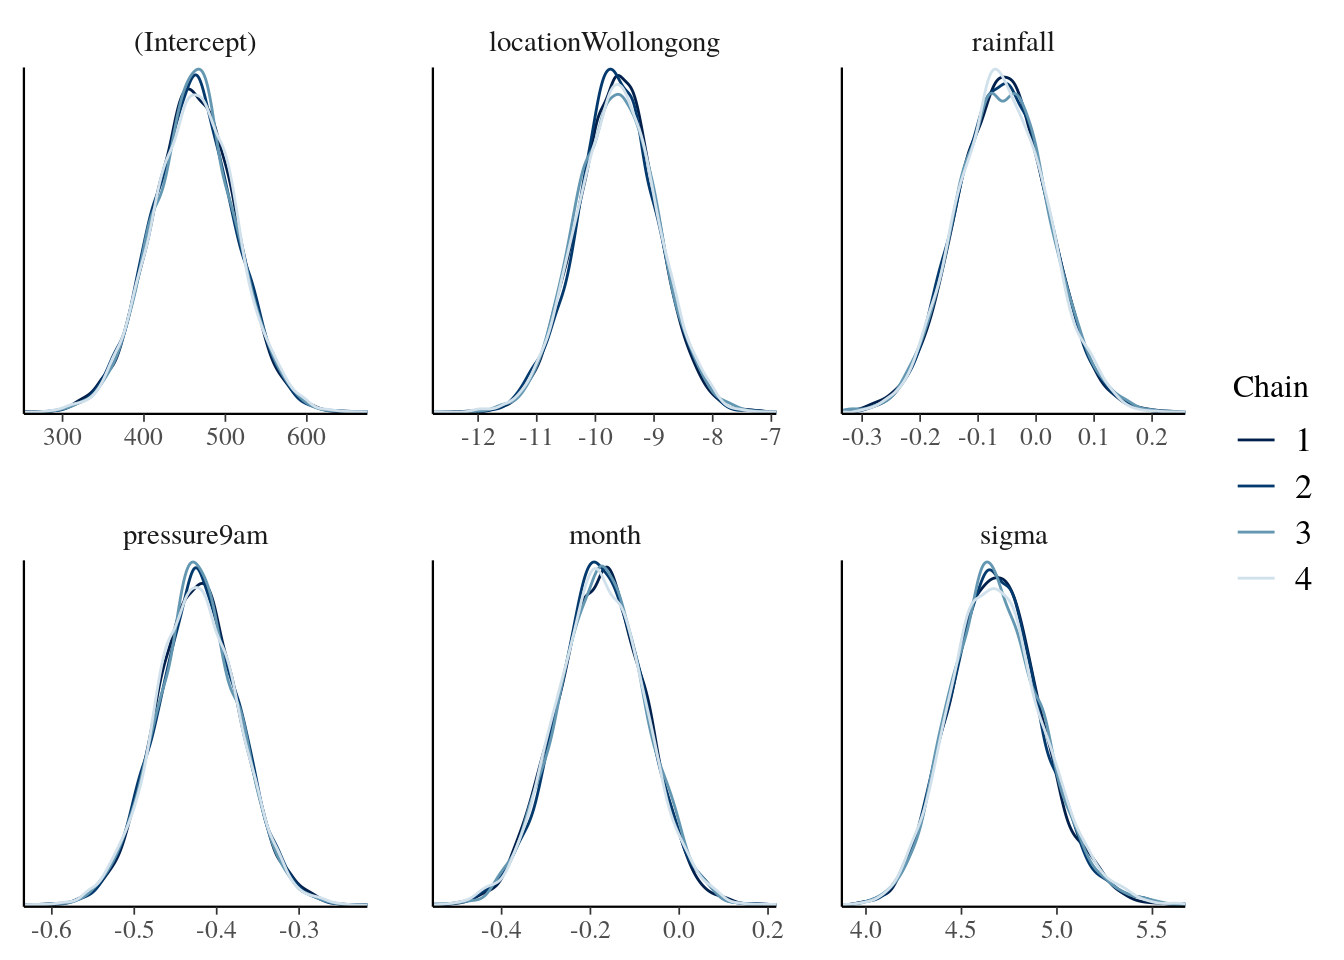 (Intercept) locationWollongong rainfall
300 400 500 600 -12 -11 -10 -9 -8 -7 -0.3 -0.2 -0.1 0.0 0.1 0.2
Chain
1
2
3
4
pressure9am month sigma
-0.6 -0.5 -0.4 -0.3 -0.4 -0.2 0.0 0.2 4.0 4.5 5.0 5.5